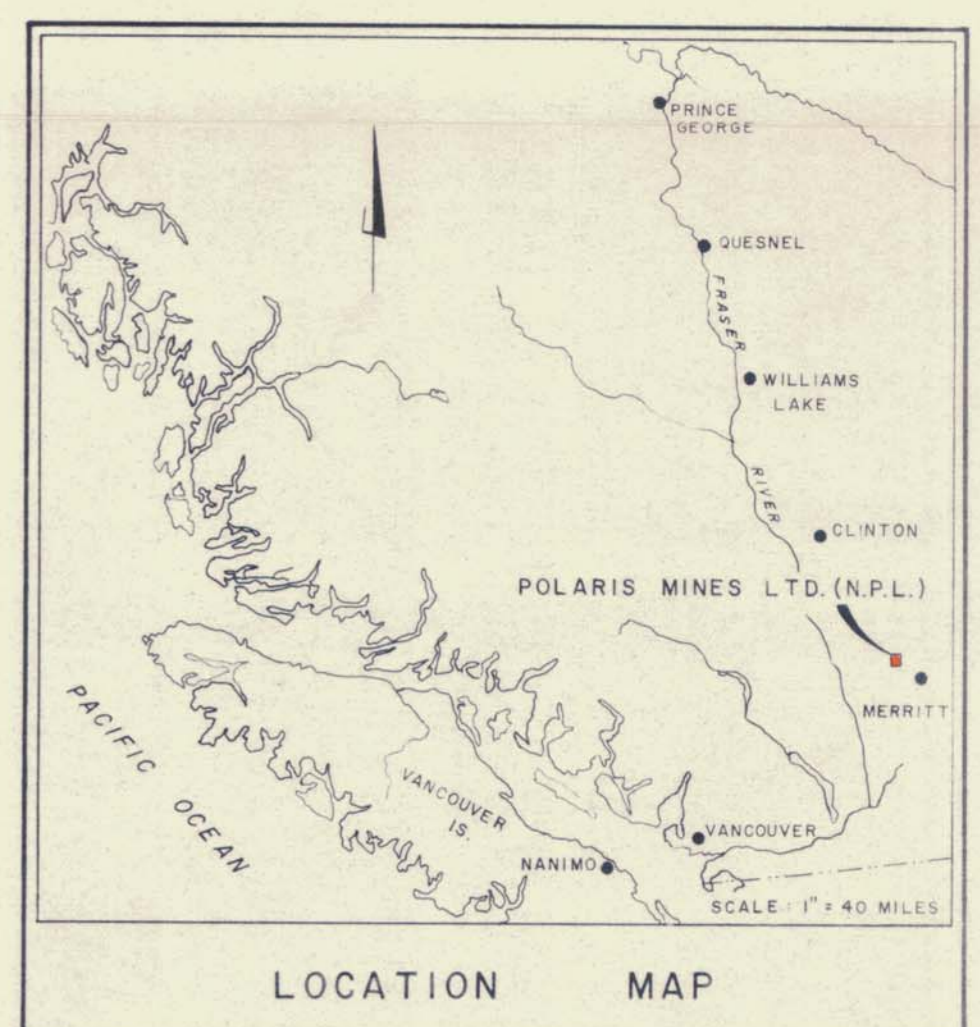 PRINCE
GEORGE
QUESNEL
FRASER
WILLIAMS
LAKE
RIVER
CLINTON
POLARIS MINES LTD. (N.P.L.)
MERRITT
PACIFIC OCEAN
VANCOUVER
IS.
VANCOUVER
NANIMO
SCALE : 1" = 40 MILES
LOCATION MAP